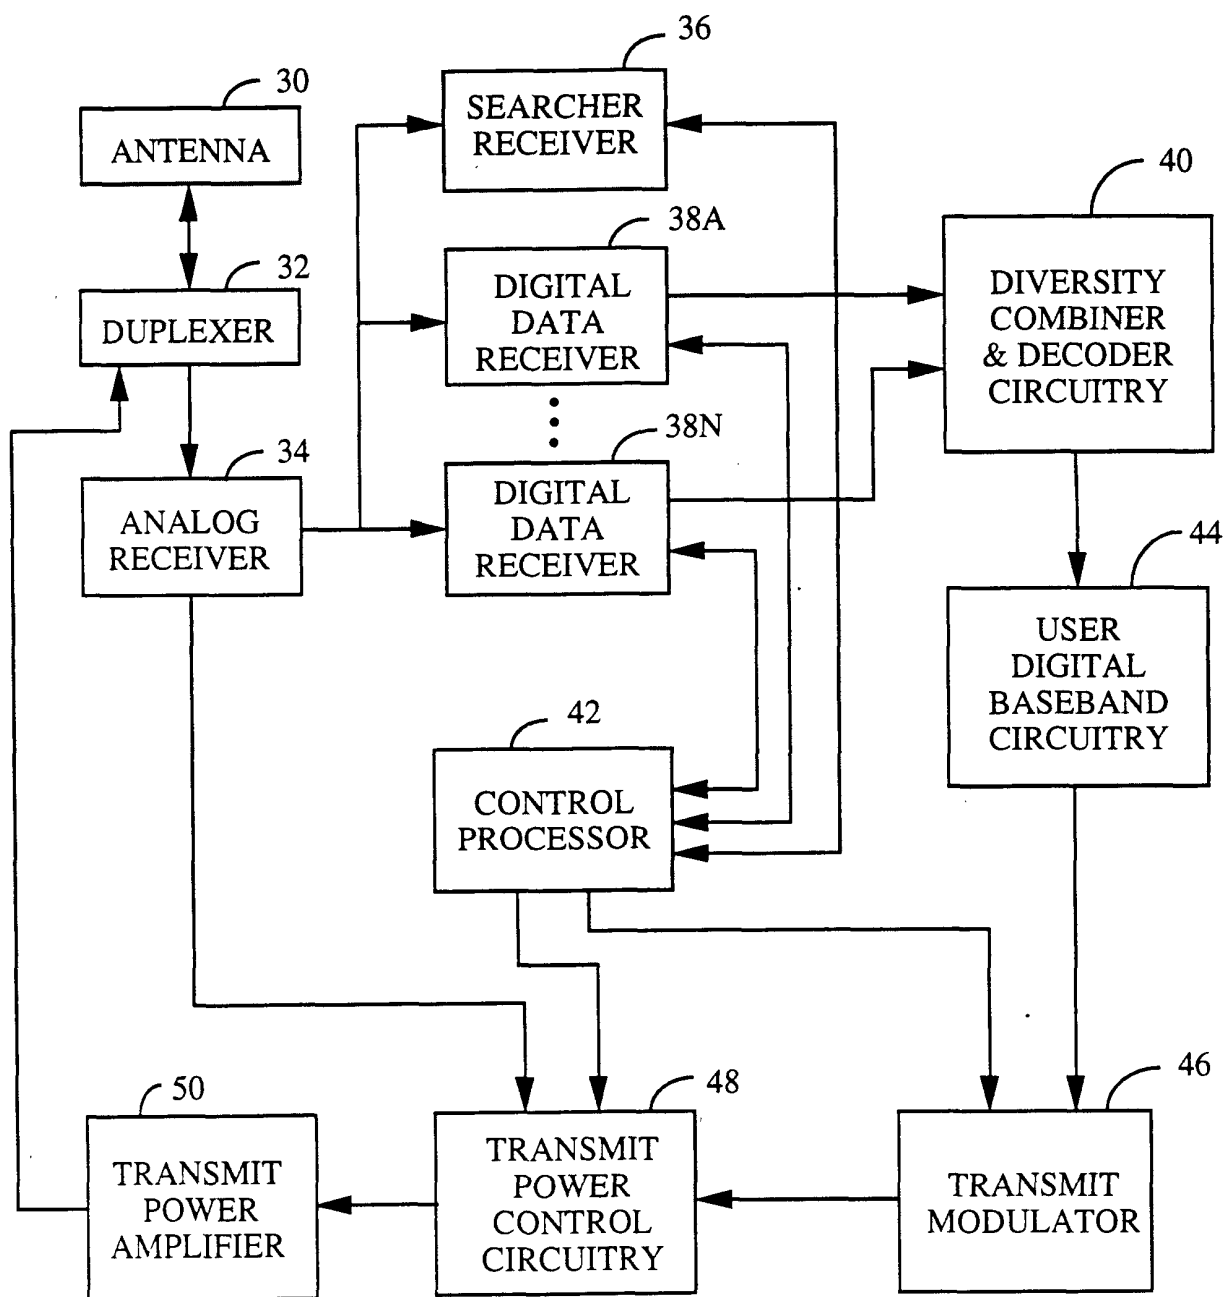 36
30
SEARCHER
RECEIVER
ANTENNA
40
38A
32
DIGITAL
DATA
RECEIVER
DIVERSITY
COMBINER
& DECODER
CIRCUITRY
DUPLEXER
38N
34
DIGITAL
DATA
RECEIVER
ANALOG
RECEIVER
44
USER
DIGITAL
BASEBAND
CIRCUITRY
42
CONTROL
PROCESSOR
50
48
46
TRANSMIT
POWER
AMPLIFIER
TRANSMIT
POWER
CONTROL
CIRCUITRY
TRANSMIT
MODULATOR